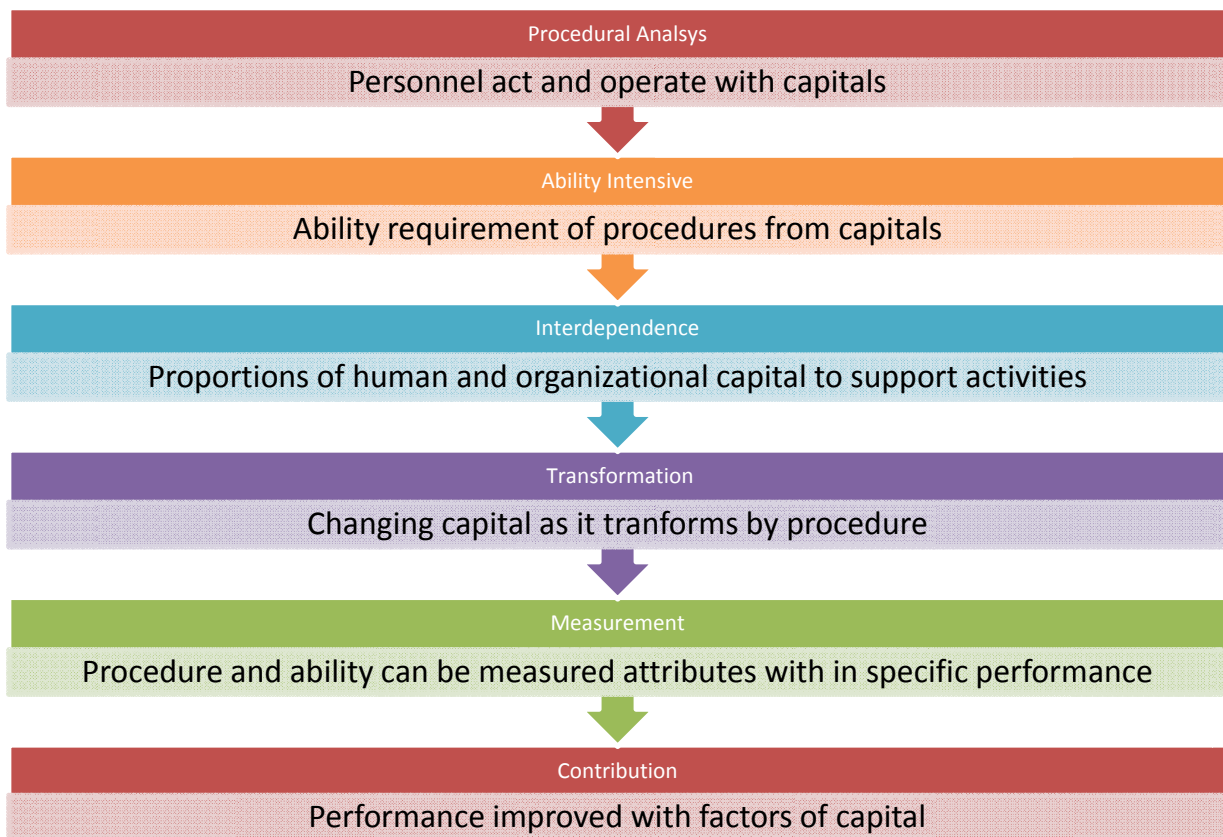 Procedural Analsys
Personnel act and operate with capitals
Ability Intensive
Ability requirement of procedures from capitals
Interdependence
Proportions of human and organizational capital to support activities
Transformation
Changing capital as it tranforms by procedure
Measurement
Procedure and ability can be measured attributes with in specific performance
Contribution
Performance improved with factors of capital